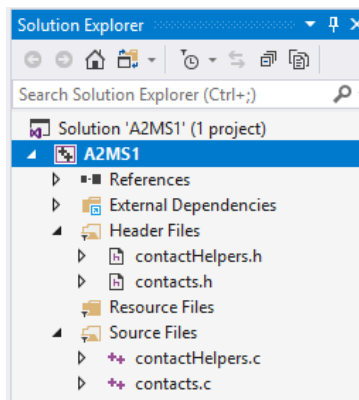 Solution Explorer
Search Solution Explorer (Ctrl+;)
Solution 'A2MS1' (1 project)
A2MS1
References
External Dependencies
Header Files
contactHelpers.h
contacts.h
Resource Files
Source Files
contactHelpers.c
contacts.c